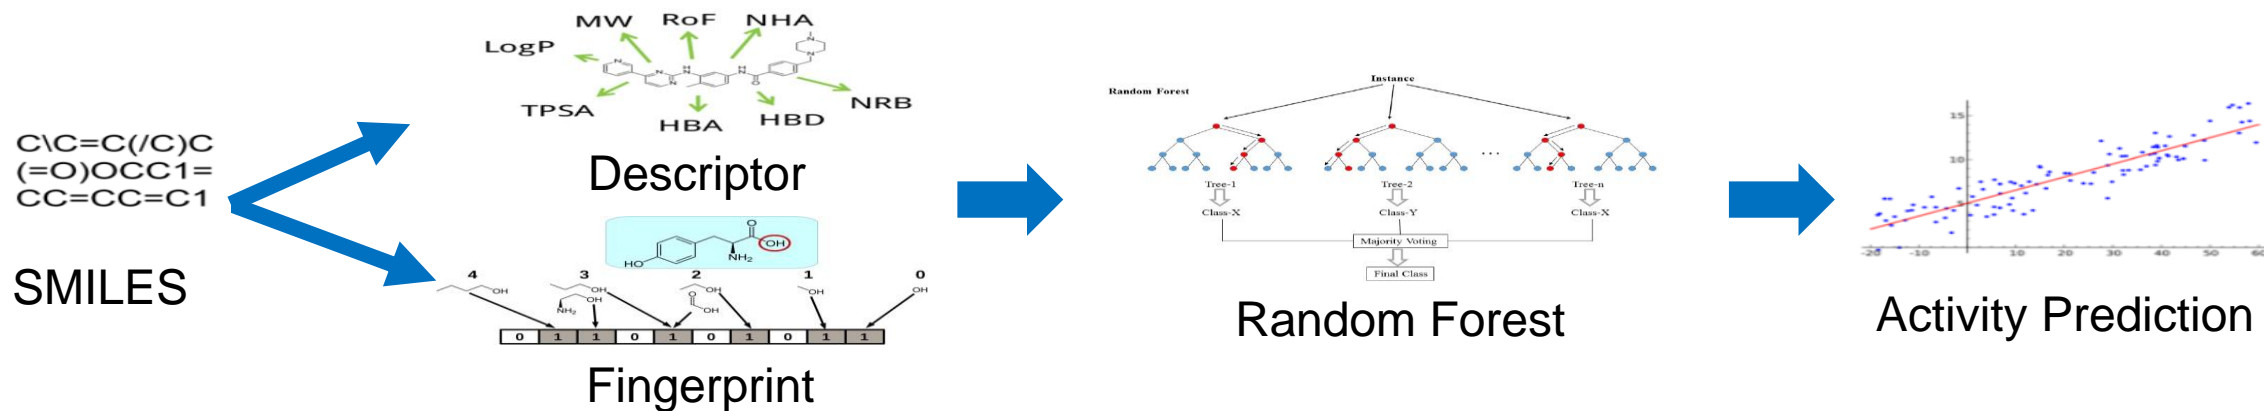 C\C=C(/C)C
(=O)OCC1=
CC=CC=C1
SMILES
MW RoF NHA
LogP
TPSA
HBA
HBD
NRB
N
N
N
H
N
H
N
O
N
N
Descriptor
O
OH
NH₂
HO
4 3 2 1 0
OH
OH
NH₂
OH
OH
O
OH
OH
OH
0 1 1 0 1 0 1 0 1 1
Fingerprint
Instance
Random Forest
...
Tree-1 Tree-2 Tree-n
Class-X Class-Y Class-X
Majority Voting
Final Class
Random Forest
15
10
5
-20 -10 10 20 30 40 50 60
Activity Prediction